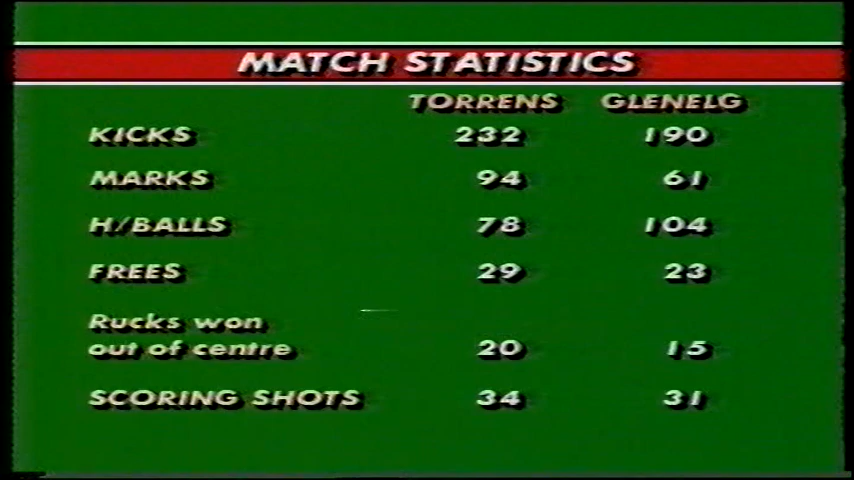 MATCH STATISTICS
TORRENS GLENELG
KICKS 232 190
MARKS 94 61
H/BALLS 78 104
FREES 29 23
Rucks won
out of centre 20 15
SCORING SHOTS 34 31